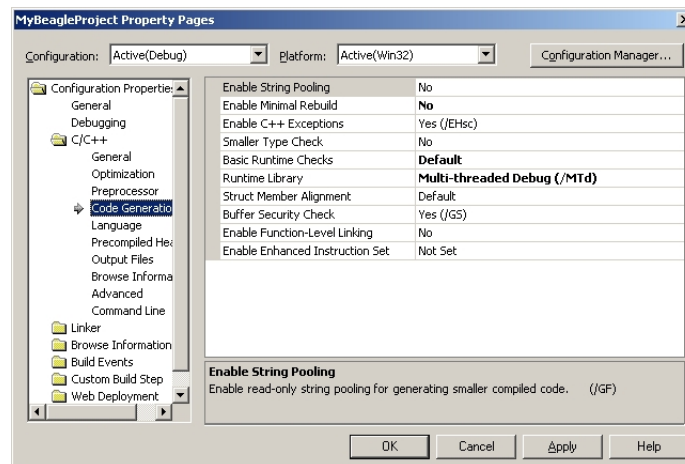 MyBeagleProject Property Pages
Configuration: Active(Debug) Platform: Active(Win32) Configuration Manager...
Configuration Propertie
General
Debugging
C/C++
General
Optimization
Preprocessor
Code Generatio
Language
Precompiled Hea
Output Files
Browse Informa
Advanced
Command Line
Linker
Browse Information
Build Events
Custom Build Step
Web Deployment
Enable String Pooling No
Enable Minimal Rebuild No
Enable C++ Exceptions Yes (/EHsc)
Smaller Type Check No
Basic Runtime Checks Default
Runtime Library Multi-threaded Debug (/MTd)
Struct Member Alignment Default
Buffer Security Check Yes (/GS)
Enable Function-Level Linking No
Enable Enhanced Instruction Set Not Set
Enable String Pooling
Enable read-only string pooling for generating smaller compiled code. (/GF)
OK Cancel Apply Help